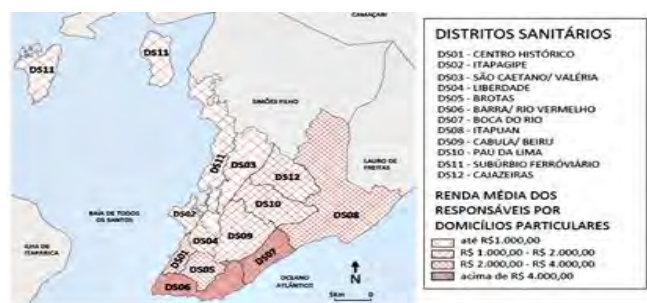 CAMAÇARI
DS11
DS11
SIMÕES FILHO
DS11
DS03
LAURO DE
FREITAS
DS12
BAÍA DE TODOS
OS SANTOS
DS02
DS10
DS08
DS04
DS09
ILHA DE
ITAPARICA
DS01
DS05
DS07
DS06
OCEANO
ATLÂNTICO
N
5Km 0
DISTRITOS SANITÁRIOS
DS01 - CENTRO HISTÓRICO
DS02 - ITAPAGIPE
DS03 - SÃO CAETANO/ VALÉRIA
DS04 - LIBERDADE
DS05 - BROTAS
DS06 - BARRA/ RIO VERMELHO
DS07 - BOCA DO RIO
DS08 - ITAPUAN
DS09 - CABULA/ BEIRU
DS10 - PAU DA LIMA
DS11 - SUBÚRBIO FERROVIÁRIO
DS12 - CAJAZEIRAS
RENDA MÉDIA DOS
RESPONSÁVEIS POR
DOMICÍLIOS PARTICULARES
até R$1.000,00
R$ 1.000,00 - R$ 2.000,00
R$ 2.000,00 - R$ 4.000,00
acima de R$ 4.000,00